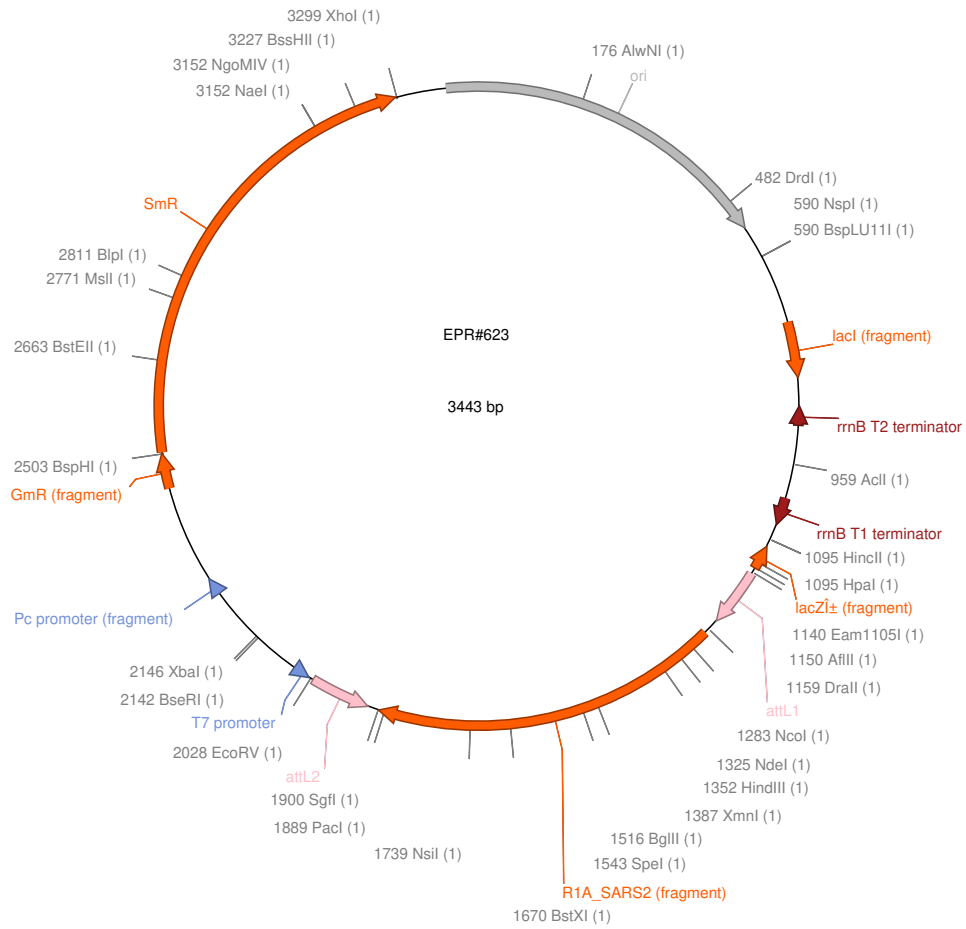 3299 XhoI (1)
3227 BssHII (1)
3152 NgoMIV (1)
3152 NaeI (1)
176 AlwNI (1)
ori
482 DrdI (1)
590 NspI (1)
590 BspLU11I (1)
SmR
2811 BlpI (1)
2771 MslI (1)
2663 BstEII (1)
EPR#623
3443 bp
lacI (fragment)
rrnB T2 terminator
2503 BspHI (1)
GmR (fragment)
959 AclI (1)
rrnB T1 terminator
1095 HincII (1)
1095 HpaI (1)
lacZÎ± (fragment)
Pc promoter (fragment)
1140 Eam1105I (1)
1150 AflII (1)
1159 DraII (1)
2146 XbaI (1)
2142 BseRI (1)
attL1
T7 promoter
1283 NcoI (1)
2028 EcoRV (1)
1325 NdeI (1)
attL2
1352 HindIII (1)
1900 SgfI (1)
1387 XmnI (1)
1889 PacI (1)
1516 BglII (1)
1739 NsiI (1)
1543 SpeI (1)
R1A_SARS2 (fragment)
1670 BstXI (1)